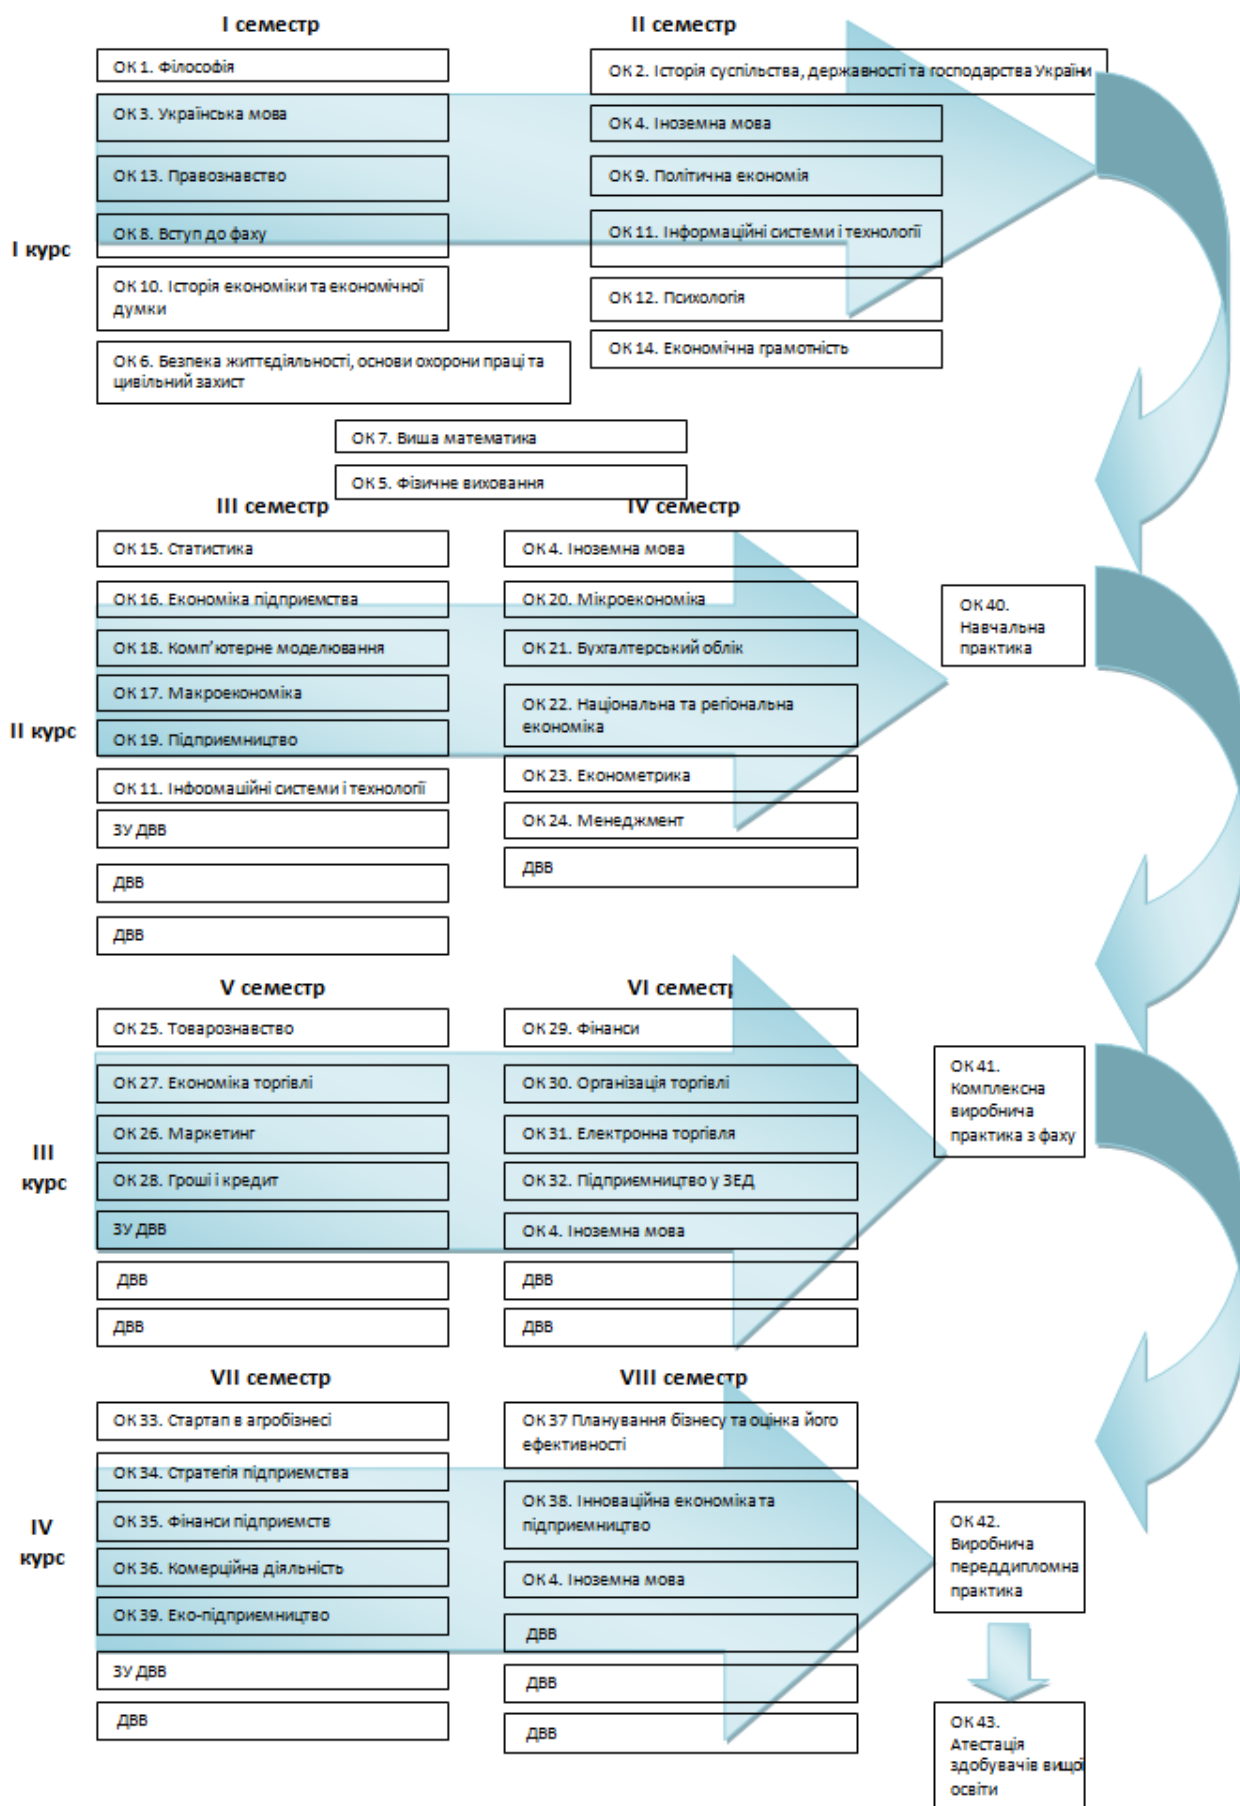 I семестр
II семестр
ОК 1. Філософія
ОК 2. Історія суспільства, державності та господарства України
ОК 3. Українська мова
ОК 4. Іноземна мова
ОК 13. Правознавство
ОК 9. Політична економія
I курс
ОК 8. Вступ до фаху
ОК 11. Інформаційні системи і технології
ОК 10. Історія економіки та економічної
думки
ОК 12. Психологія
ОК 6. Безпека життєдіяльності, основи охорони праці та
цивільний захист
ОК 14. Економічна грамотність
ОК 7. Вища математика
ОК 5. Фізичне виховання
III семестр
IV семестр
ОК 15. Статистика
ОК 4. Іноземна мова
ОК 16. Економіка підприємства
ОК 20. Мікроекономіка
ОК 40.
Навчальна
практика
ОК 18. Комп'ютерне моделювання
ОК 21. Бухгалтерський облік
ОК 17. Макроекономіка
ОК 22. Національна та регіональна
економіка
II курс
ОК 19. Підприємництво
ОК 11. Інформаційні системи і технології
ОК 23. Економетрика
ЗУ ДВВ
ОК 24. Менеджмент
ДВВ
ДВВ
ДВВ
V семестр
VI семестр
ОК 25. Товарознавство
ОК 29. Фінанси
ОК 27. Економіка торгівлі
ОК 30. Організація торгівлі
ОК 41.
Комплексна
виробнича
практика з фаху
ОК 26. Маркетинг
ОК 31. Електронна торгівля
III
курс
ОК 28. Гроші і кредит
ОК 32. Підприємництво у ЗЕД
ЗУ ДВВ
ОК 4. Іноземна мова
ДВВ
ДВВ
ДВВ
ДВВ
VII семестр
VIII семестр
ОК 33. Стартап в агробізнесі
ОК 37 Планування бізнесу та оцінка його
ефективності
ОК 34. Стратегія підприємства
ОК 38. Інноваційна економіка та
підприємництво
IV
курс
ОК 35. Фінанси підприємств
ОК 36. Комерційна діяльність
ОК 4. Іноземна мова
ОК 42.
Виробнича
переддипломна
практика
ОК 39. Еко-підприємництво
ДВВ
ЗУ ДВВ
ДВВ
ДВВ
ДВВ
ОК 43.
Атестація
здобувачів вищої
освіти